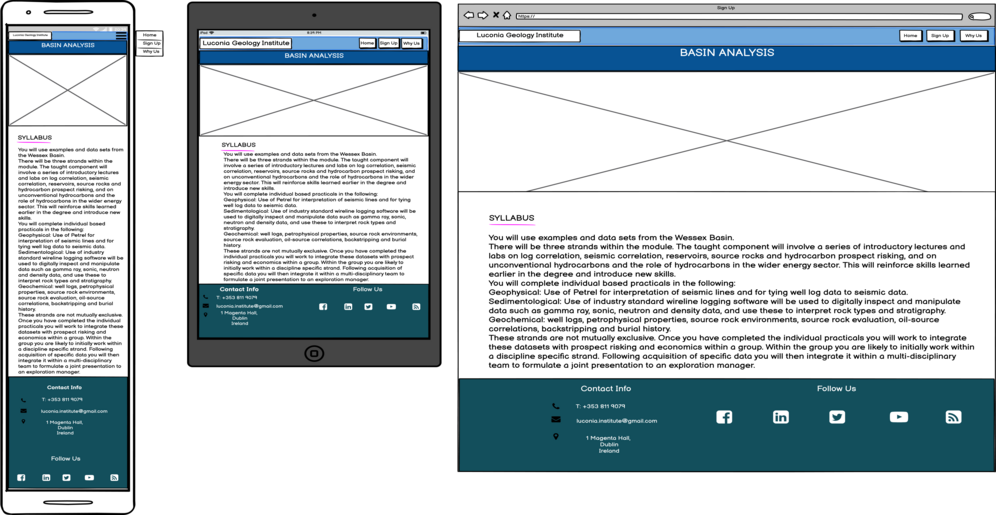 Luconia Geology Institute
Home
Sign Up
Why Us
BASIN ANALYSIS
SYLLABUS
You will use examples and data sets from
the Wessex Basin.
There will be three strands within the
module. The taught component will
involve a series of introductory lectures
and labs on log correlation, seismic
correlation, reservoirs, source rocks and
hydrocarbon prospect risking, and on
unconventional hydrocarbons and the
role of hydrocarbons in the wider energy
sector. This will reinforce skills learned
earlier in the degree and introduce new
skills.
You will complete individual based
practicals in the following:
Geophysical: Use of Petrel for
interpretation of seismic lines and for
tying well log data to seismic data.
Sedimentological: Use of industry
standard wireline logging software will be
used to digitally inspect and manipulate
data such as gamma ray, sonic, neutron
and density data, and use these to
interpret rock types and stratigraphy.
Geochemical: well logs, petrophysical
properties, source rock environments,
source rock evaluation, oil-source
correlations, backstripping and burial
history.
These strands are not mutually exclusive.
Once you have completed the individual
practicals you will work to integrate these
datasets with prospect risking and
economics within a group. Within the
group you are likely to initially work within
a discipline specific strand. Following
acquisition of specific data you will then
integrate it within a multi-disciplinary
team to formulate a joint presentation to
an exploration manager.
Contact Info
T: +353 811 9079
luconia.institute@gmail.com
1 Magenta Hall,
Dublin
Ireland
Follow Us
iPad
8:29 PM
Luconia Geology Institute
Home
Sign Up
Why Us
BASIN ANALYSIS
SYLLABUS
You will use examples and data sets from the Wessex Basin.
There will be three strands within the module. The taught component will
involve a series of introductory lectures and labs on log correlation, seismic
correlation, reservoirs, source rocks and hydrocarbon prospect risking, and
on unconventional hydrocarbons and the role of hydrocarbons in the wider
energy sector. This will reinforce skills learned earlier in the degree and
introduce new skills.
You will complete individual based practicals in the following:
Geophysical: Use of Petrel for interpretation of seismic lines and for tying
well log data to seismic data.
Sedimentological: Use of industry standard wireline logging software will be
used to digitally inspect and manipulate data such as gamma ray, sonic,
neutron and density data, and use these to interpret rock types and
stratigraphy.
Geochemical: well logs, petrophysical properties, source rock environments,
source rock evaluation, oil-source correlations, backstripping and burial
history
These strands are not mutually exclusive. Once you have completed the
individual practicals you will work to integrate these datasets with prospect
risking and economics within a group. Within the group you are likely to
initially work within a discipline specific strand. Following acquisition of
specific data you will then integrate it within a multi-disciplinary team to
formulate a joint presentation to an exploration manager.
Contact Info
T: +353 811 9079
luconia.institute@gmail.com
1 Magenta Hall,
Dublin
Ireland
Follow Us
Sign Up
https://
Luconia Geology Institute
Home
Sign Up
Why Us
BASIN ANALYSIS
SYLLABUS
You will use examples and data sets from the Wessex Basin.
There will be three strands within the module. The taught component will involve a series of introductory lectures and
labs on log correlation, seismic correlation, reservoirs, source rocks and hydrocarbon prospect risking, and on
unconventional hydrocarbons and the role of hydrocarbons in the wider energy sector. This will reinforce skills learned
earlier in the degree and introduce new skills.
You will complete individual based practicals in the following:
Geophysical: Use of Petrel for interpretation of seismic lines and for tying well log data to seismic data.
Sedimentological: Use of industry standard wireline logging software will be used to digitally inspect and manipulate
data such as gamma ray, sonic, neutron and density data, and use these to interpret rock types and stratigraphy.
Geochemical: well logs, petrophysical properties, source rock environments, source rock evaluation, oil-source
correlations, backstripping and burial history.
These strands are not mutually exclusive. Once you have completed the individual practicals you will work to integrate
these datasets with prospect risking and economics within a group. Within the group you are likely to initially work within
a discipline specific strand. Following acquisition of specific data you will then integrate it within a multi-disciplinary
team to formulate a joint presentation to an exploration manager.
Contact Info
T: +353 811 9079
luconia.institute@gmail.com
1 Magenta Hall,
Dublin
Ireland
Follow Us